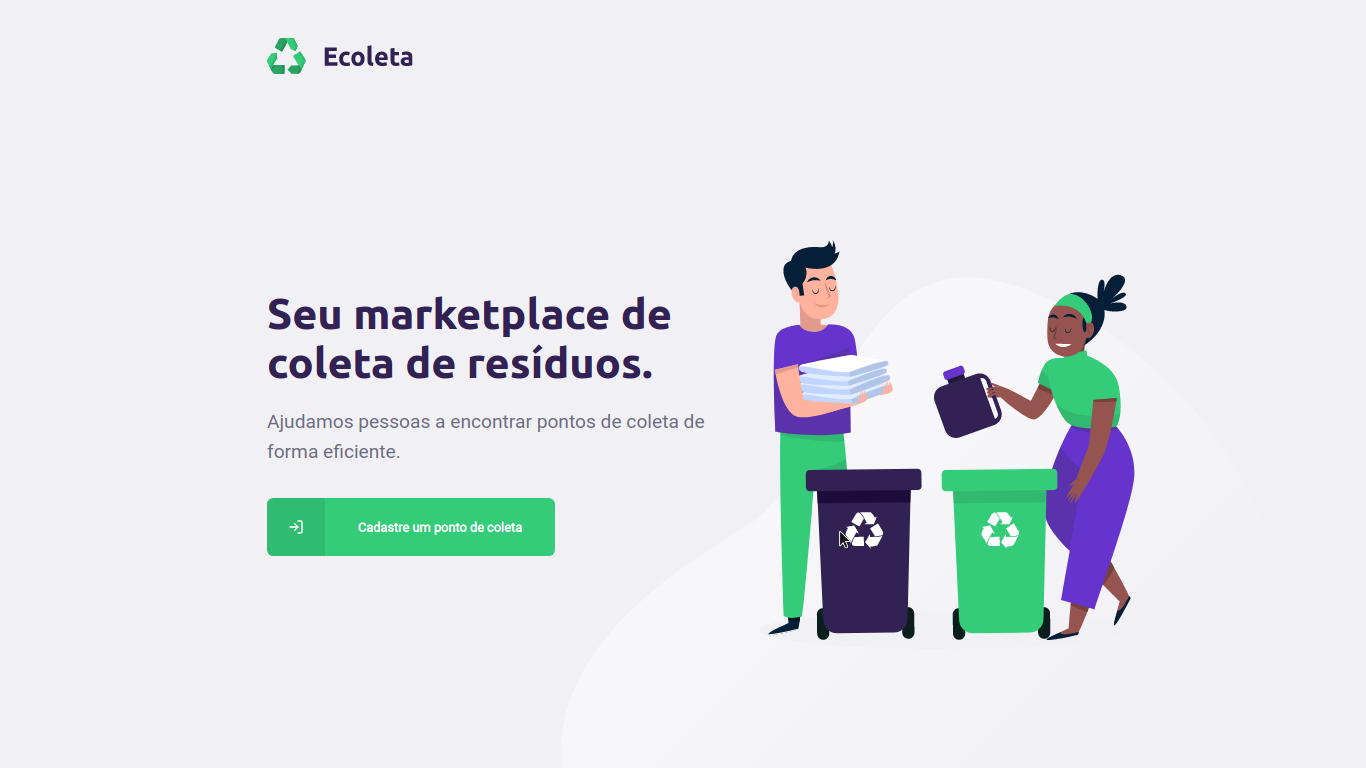 Ecoleta
Seu marketplace de
coleta de resíduos.
Ajudamos pessoas a encontrar pontos de coleta de
forma eficiente.
Cadastre um ponto de coleta